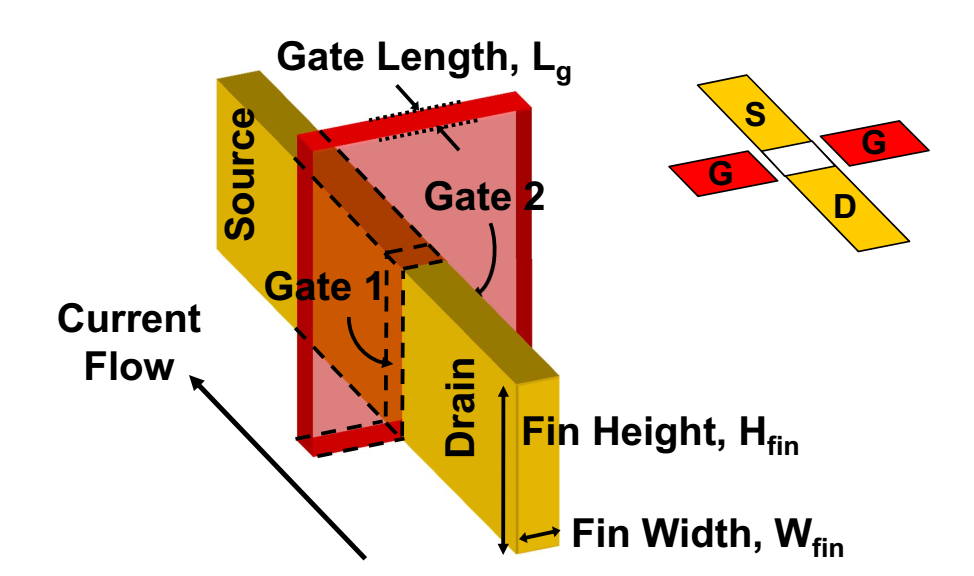 Gate Length, Lg
Source
S
G
G
D
Gate 2
Gate 1
Current
Flow
Drain
Fin Height, Hfin
Fin Width, Wfin